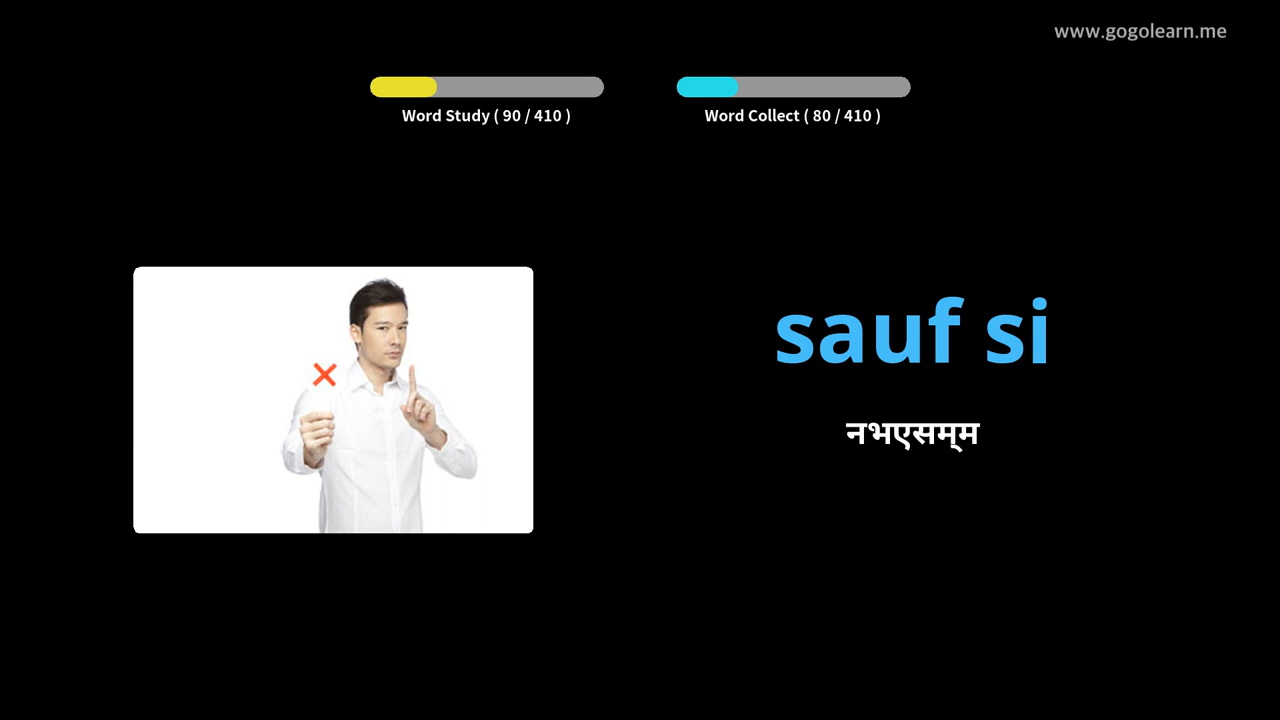 www.gogolearn.me
Word Study ( 90 / 410 )
Word Collect ( 80 / 410 )
sauf si
नभएसम्म